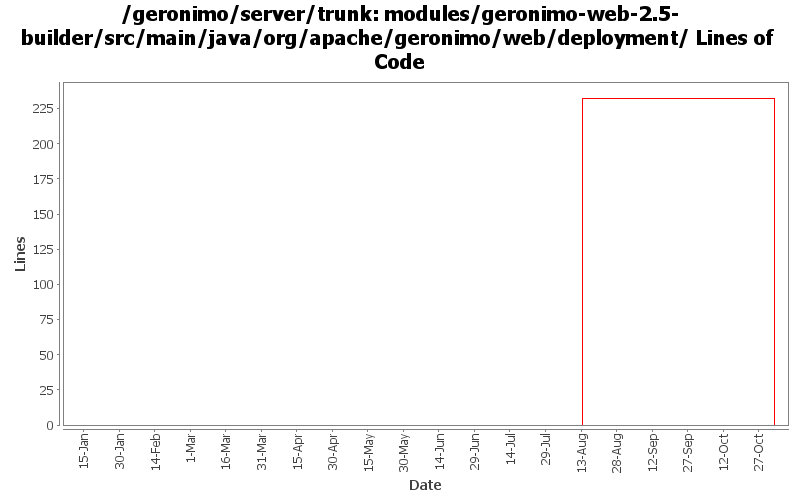 /geronimo/server/trunk: modules/geronimo-web-2.5-
builder/src/main/java/org/apache/geronimo/web/deployment/ Lines of
Code
225
200
175
150
125
100
75
50
25
0
Lines
15-Jan
30-Jan
14-Feb
1-Mar
16-Mar
31-Mar
15-Apr
30-Apr
15-May
30-May
14-Jun
29-Jun
14-Jul
29-Jul
13-Aug
28-Aug
12-Sep
27-Sep
12-Oct
27-Oct
Date